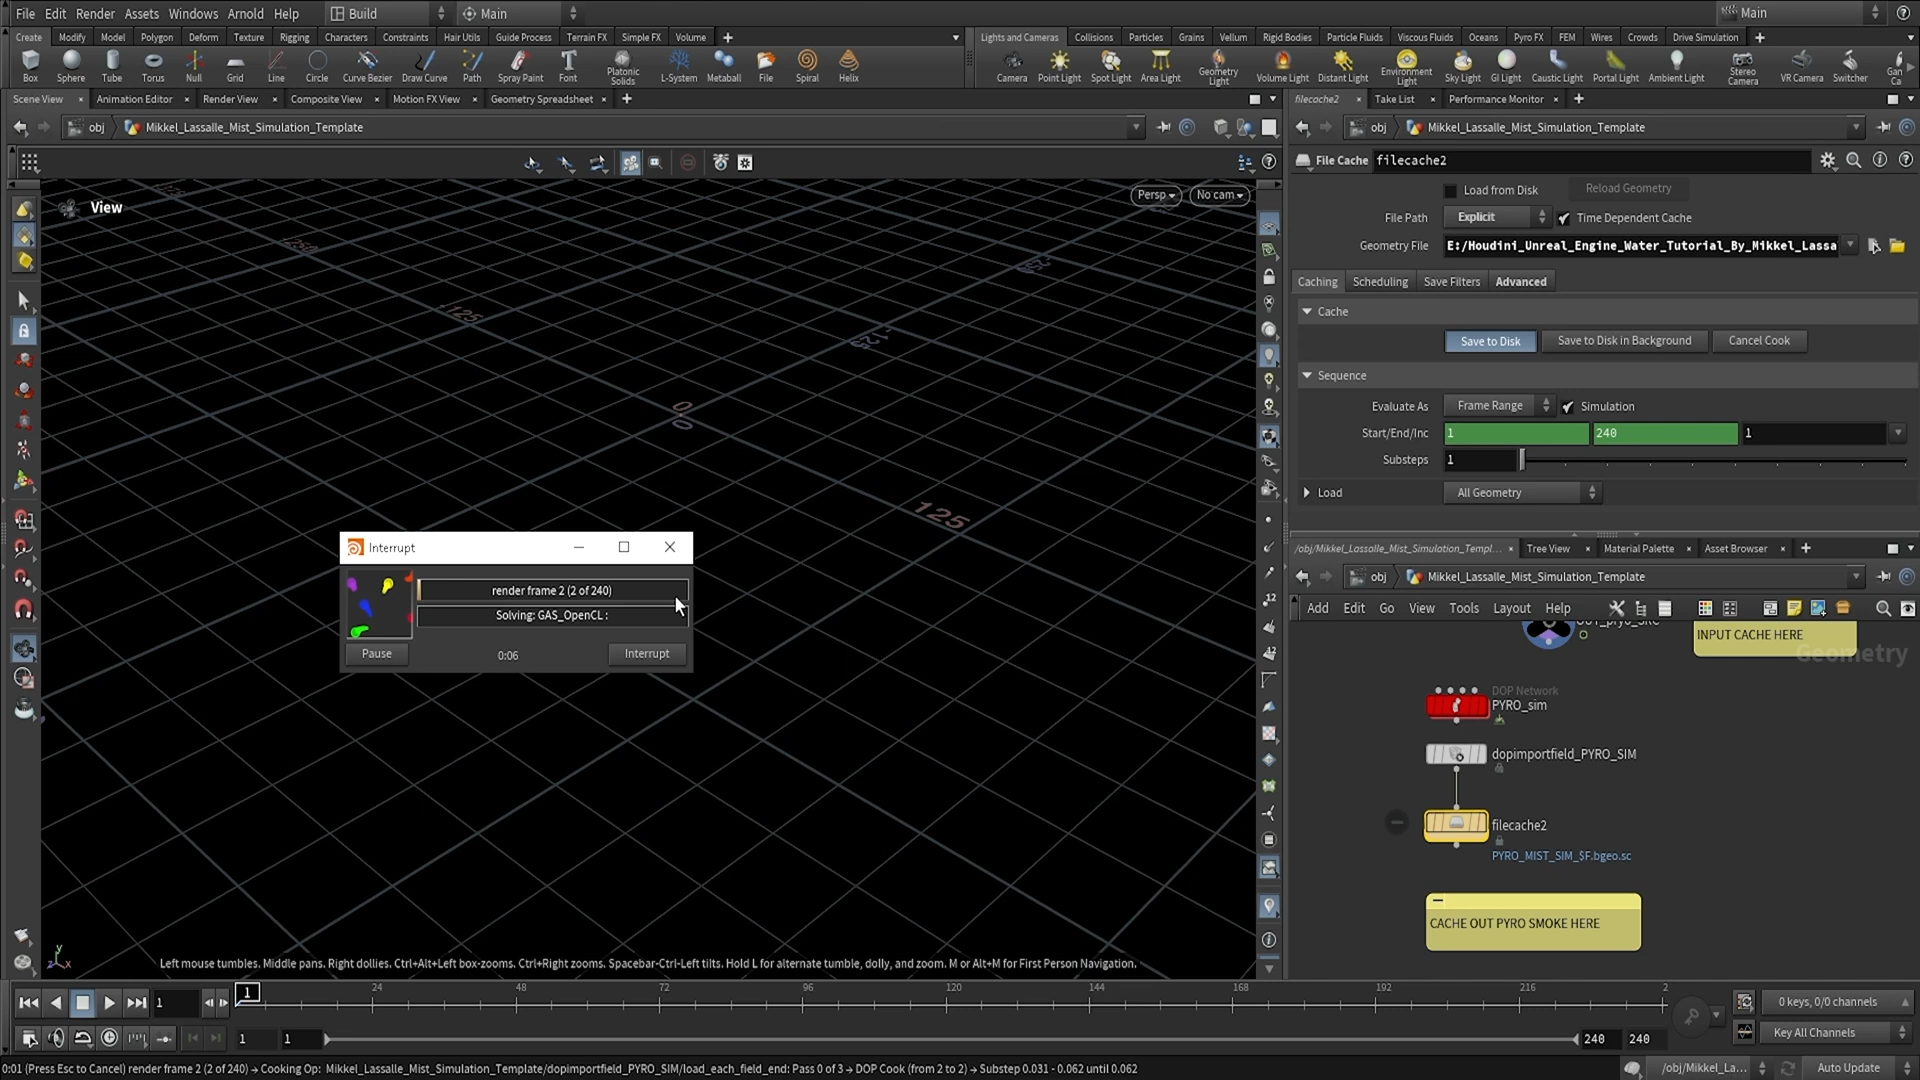 File Edit Render Assets Windows Arnold Help Build Main Main
Create Modify Model Polygon Deform Texture Rigging Characters Constraints Hair Utils Guide Process Terrain FX Simple FX Volume
Lights and Cameras Collisions Particles Grains Vellum Rigid Bodies Particle Fluids Viscous Fluids Oceans Pyro FX FEM Wires Crowds Drive Simulation
Box Sphere Tube Torus Null Grid Line Circle Curve Bezier Draw Curve Path Spray Paint Font Platonic Solids L-System Metaball File Spiral Helix
Camera Point Light Spot Light Area Light Geometry Light Volume Light Distant Light Environment Light Sky Light GI Light Caustic Light Portal Light Ambient Light Stereo Camera VR Camera Switcher Gan Ca
Scene View Animation Editor Render View Composite View Motion FX View Geometry Spreadsheet
filecache2 Take List Performance Monitor
obj Mikkel_Lassalle_Mist_Simulation_Template
obj Mikkel_Lassalle_Mist_Simulation_Template
File Cache filecache2
View
Persp No cam
Load from Disk Reload Geometry
File Path Explicit Time Dependent Cache
Geometry File E:/Houdini_Unreal_Engine_Water_Tutorial_By_Mikkel_Lassa
Caching Scheduling Save Filters Advanced
Cache
Save to Disk Save to Disk in Background Cancel Cook
Sequence
Evaluate As Frame Range Simulation
Start/End/Inc 1 240 1
Substeps 1
Load All Geometry
125
Interrupt
render frame 2 (2 of 240)
Solving: GAS_OpenCL :
Pause 0:06 Interrupt
/obj/Mikkel_Lassalle_Mist_Simulation_Templ... Tree View Material Palette Asset Browser
obj Mikkel_Lassalle_Mist_Simulation_Template
Add Edit Go View Tools Layout Help
INPUT CACHE HERE
Geometry
DOP Network
PYRO_sim
dopimportfield_PYRO_SIM
filecache2
PYRO_MIST_SIM_$F.bgeo.sc
CACHE OUT PYRO SMOKE HERE
Left mouse tumbles. Middle pans. Right dollies. Ctrl+Alt+Left box-zooms. Ctrl+Right zooms. Spacebar-Ctrl-Left tilts. Hold L for alternate tumble, dolly, and zoom. M or Alt+M for First Person Navigation.
1 1 24 48 72 96 120 144 168 192 216 2
0 keys, 0/0 channels
1 1 240 240
Key All Channels
0:01 (Press Esc to Cancel) render frame 2 (2 of 240) → Cooking Op: Mikkel_Lassalle_Mist_Simulation_Template/dopimportfield_PYRO_SIM/load_each_field_end: Pass 0 of 3 → DOP Cook (from 2 to 2) → Substep 0.031 - 0.062 until 0.062
/obj/Mikkel_La... Auto Update